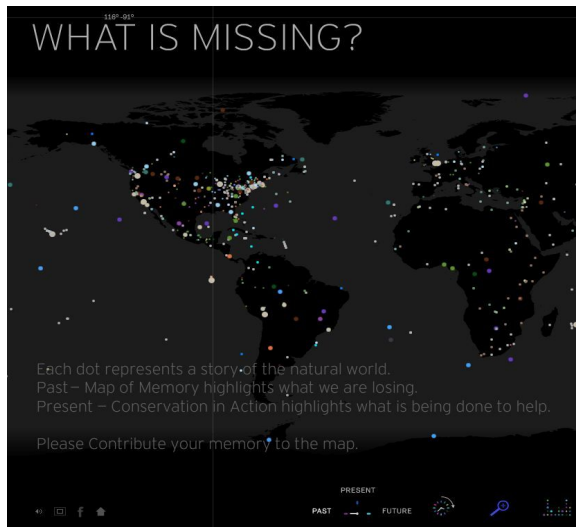 116° -91°
WHAT IS MISSING?
Each dot represents a story of the natural world.
Past – Map of Memory highlights what we are losing.
Present – Conservation in Action highlights what is being done to help.
Please Contribute your memory to the map.
PRESENT
PAST
FUTURE